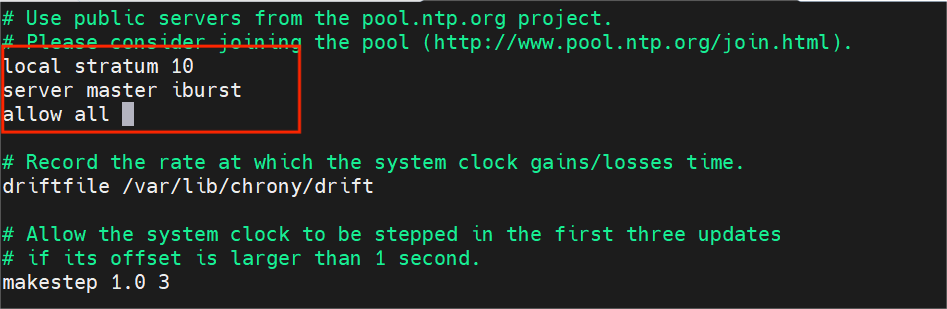 # Use public servers from the pool.ntp.org project.
# Please consider joining the pool (http://www.pool.ntp.org/join.html).
local stratum 10
server master iburst
allow all
# Record the rate at which the system clock gains/losses time.
driftfile /var/lib/chrony/drift
# Allow the system clock to be stepped in the first three updates
# if its offset is larger than 1 second.
makestep 1.0 3